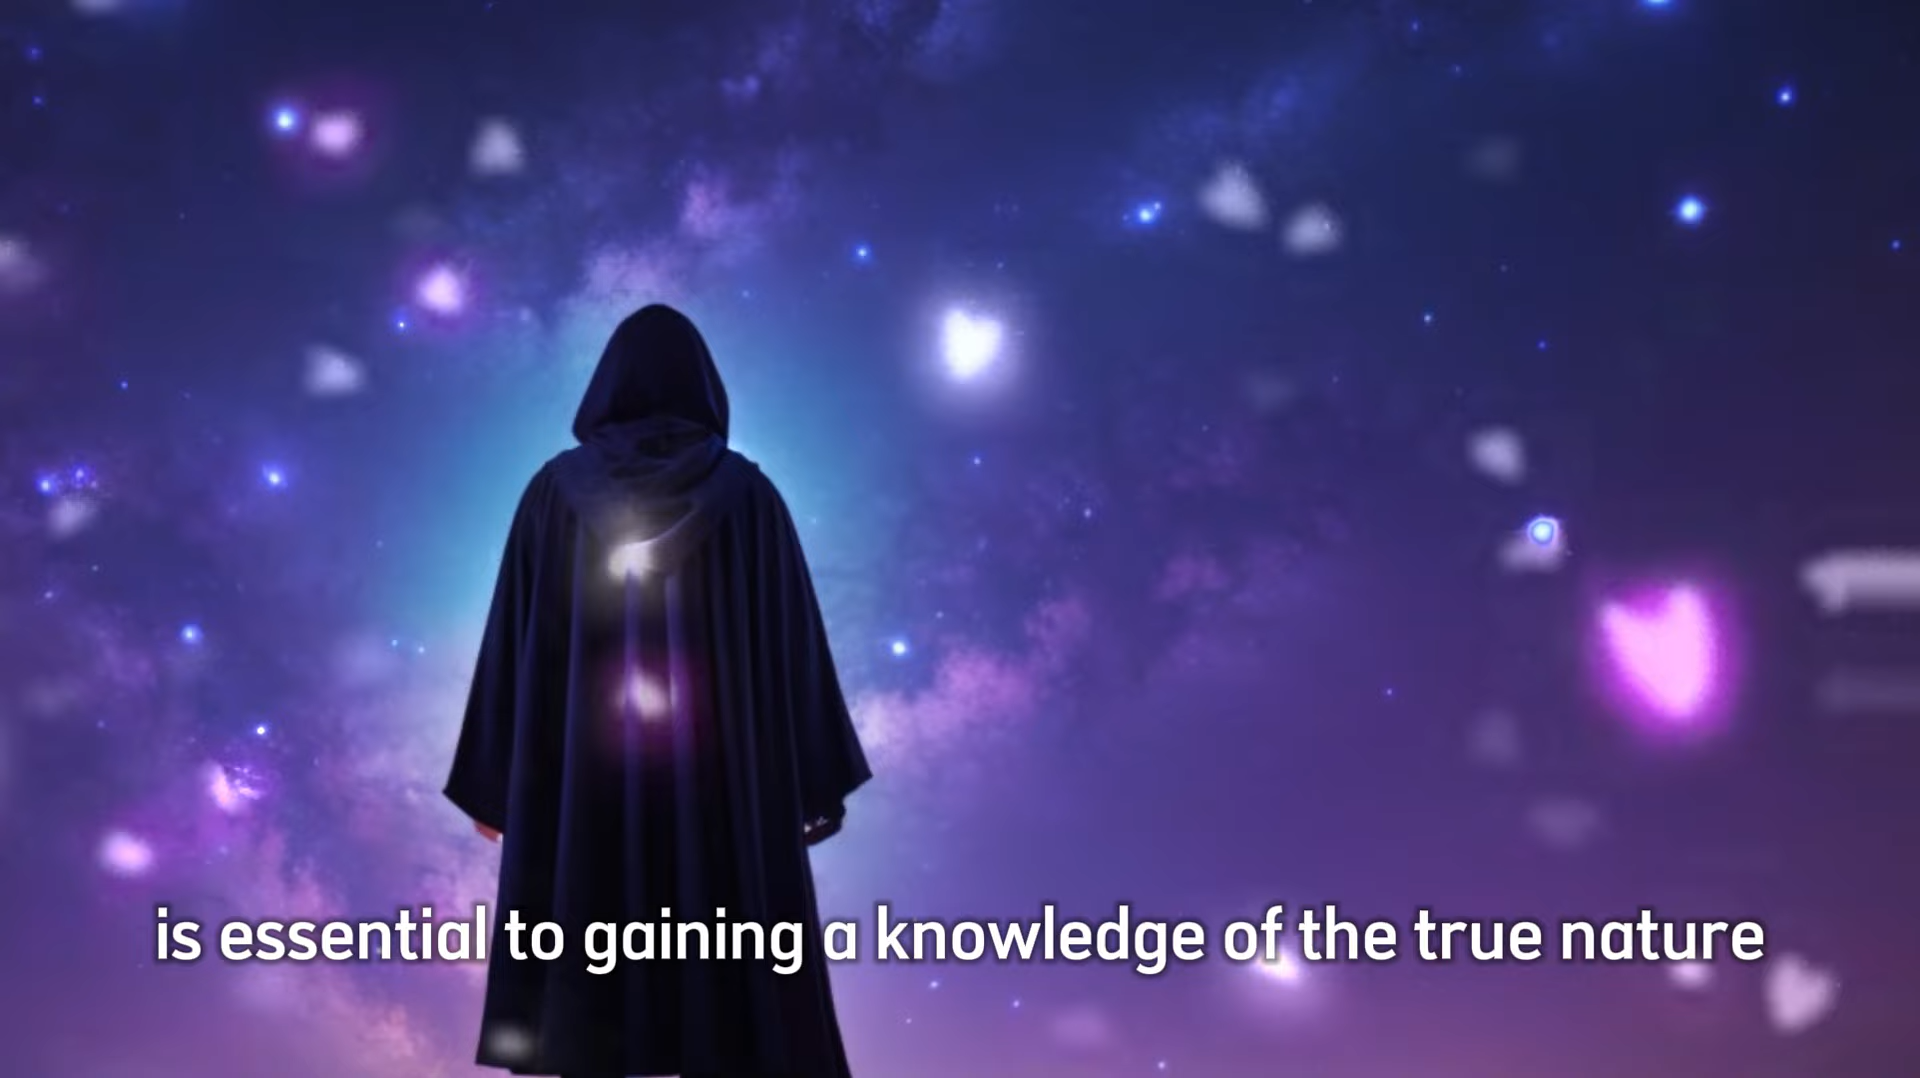 is essential to gaining a knowledge of the true nature